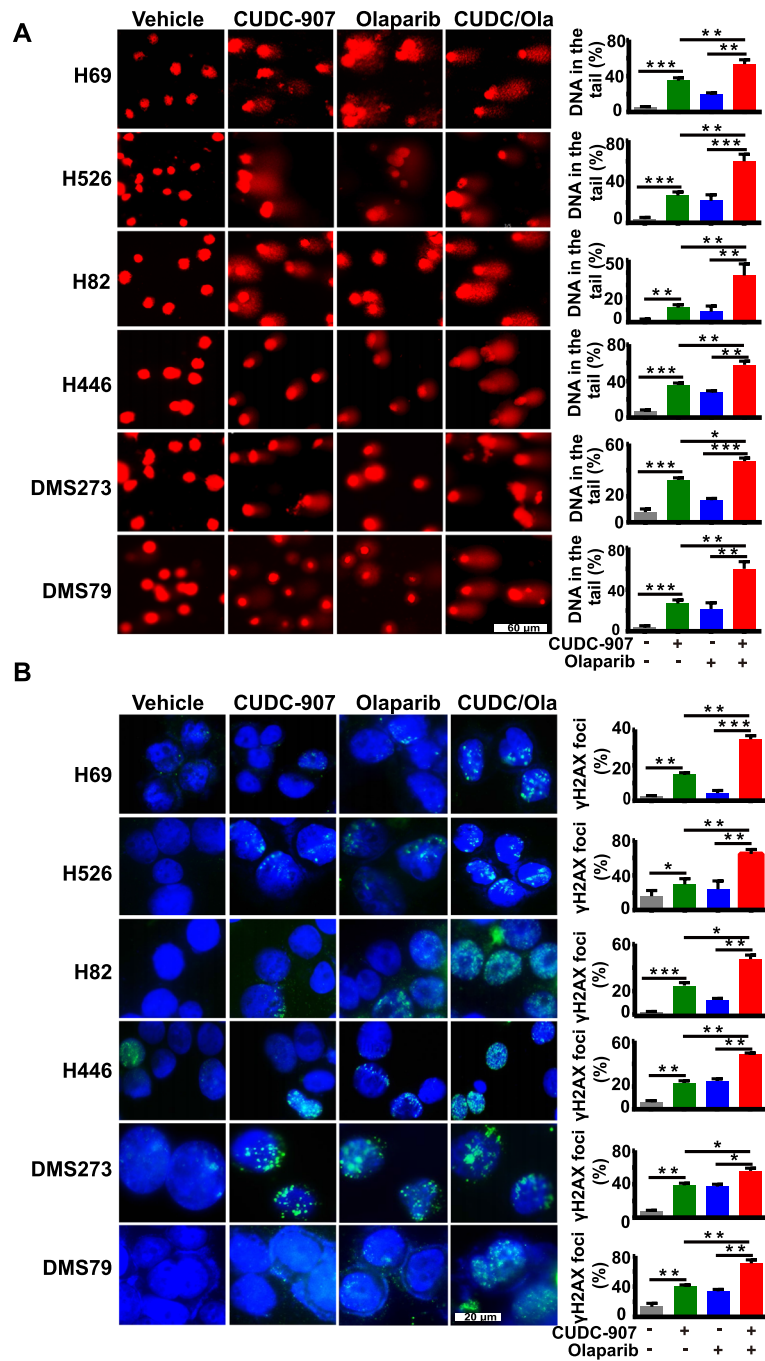 A
Vehicle CUDC-907 Olaparib CUDC/Ola
H69
DNA in the
tail (%)
80
40
0
***
**
**
H526
DNA in the
tail (%)
80
40
0
***
**
***
H82
DNA in the
tail (%)
50
20
0
**
**
**
H446
DNA in the
tail (%)
80
40
0
***
**
**
DMS273
DNA in the
tail (%)
60
20
0
***
*
***
DMS79
DNA in the
tail (%)
80
40
0
***
**
**
60 µm
CUDC-907 - + - +
Olaparib - - + +
B
Vehicle CUDC-907 Olaparib CUDC/Ola
H69
γH2AX foci
(%)
40
20
0
**
**
***
H526
γH2AX foci
(%)
80
40
0
*
**
**
H82
γH2AX foci
(%)
60
20
0
***
*
**
H446
γH2AX foci
(%)
60
20
0
**
**
**
DMS273
γH2AX foci
(%)
80
40
0
**
*
*
DMS79
γH2AX foci
(%)
80
40
0
**
**
**
20 µm
CUDC-907 - + - +
Olaparib - - + +